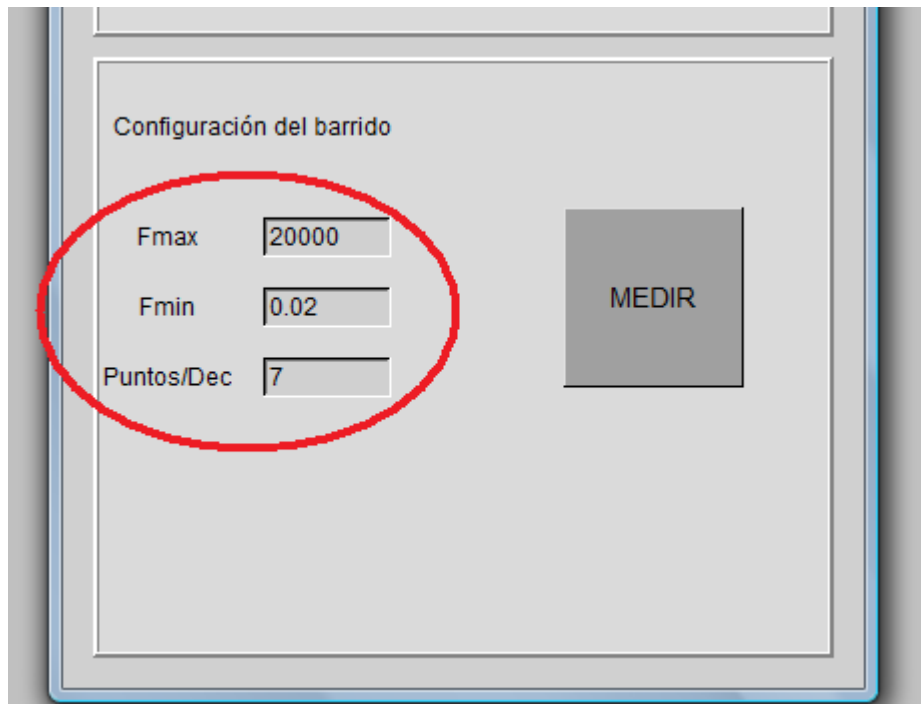 Configuración del barrido
Fmax 20000
Fmin 0.02
MEDIR
Puntos/Dec 7